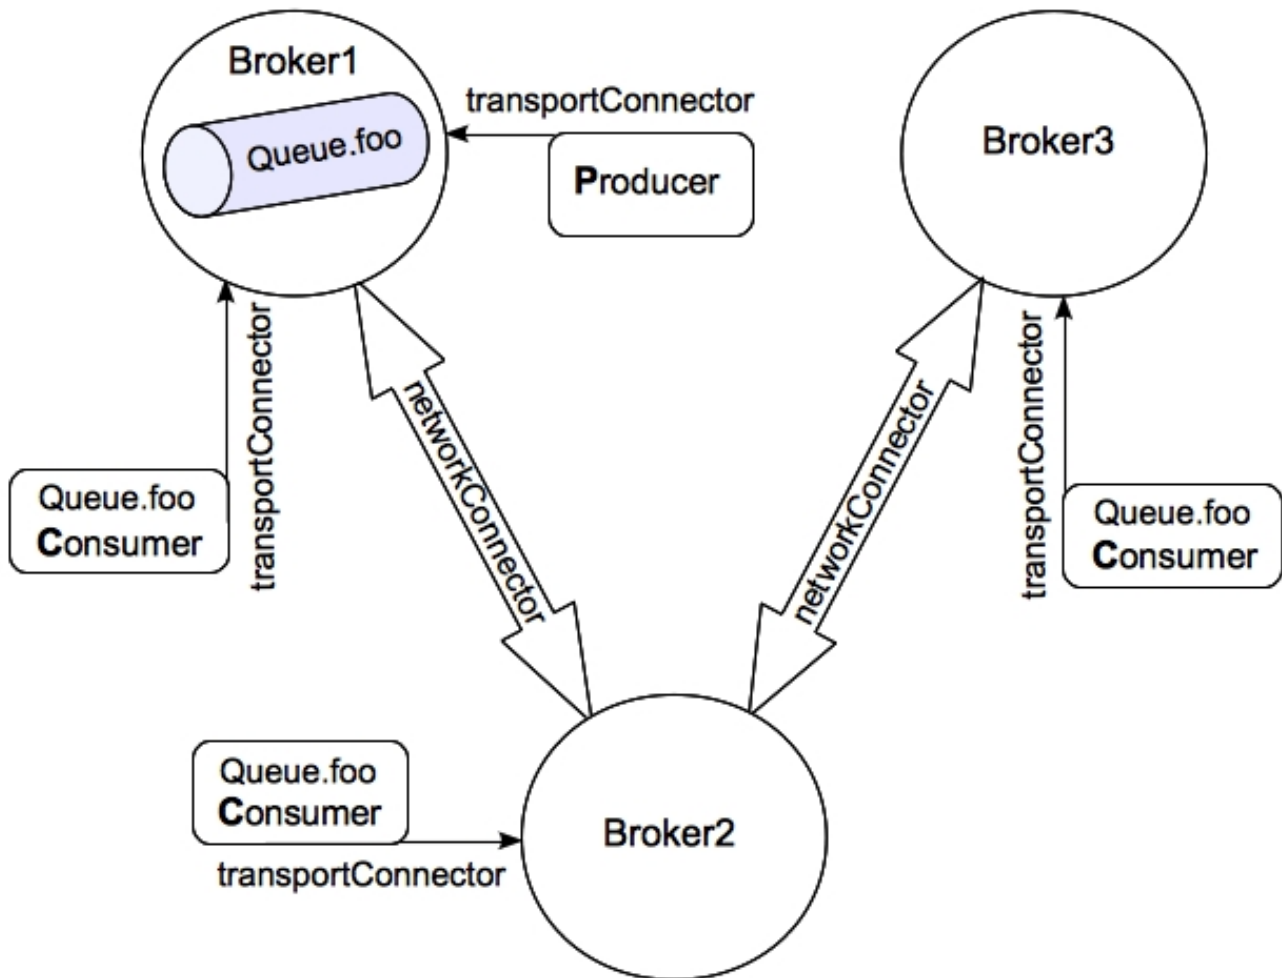 Broker1
Queue.foo
transportConnector
Producer
Broker3
transportConnector
Queue.foo
Consumer
networkConnector
networkConnector
transportConnector
Queue.foo
Consumer
Queue.foo
Consumer
transportConnector
Broker2